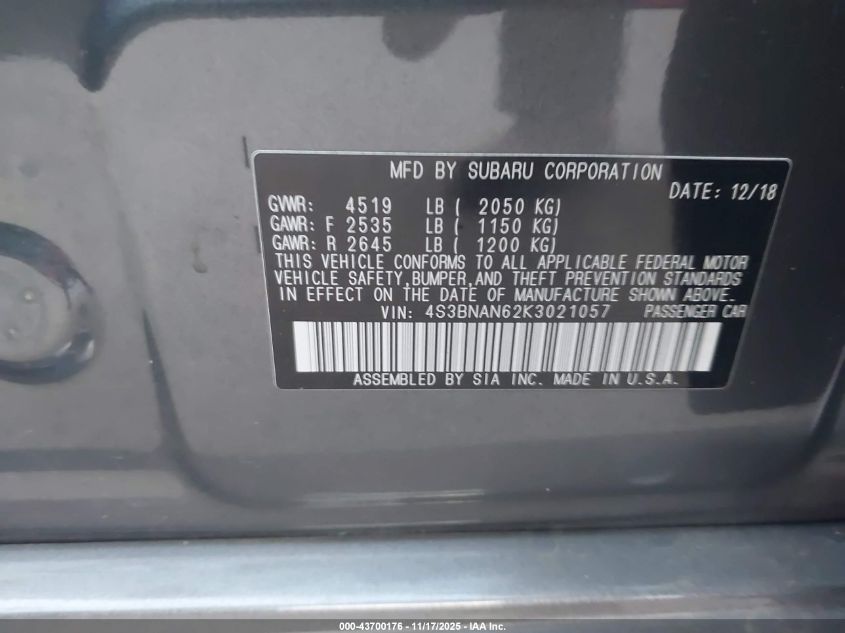 MFD BY SUBARU CORPORATION
DATE: 12/18
GVWR: 4519 LB ( 2050 KG)
GAWR: F 2535 LB ( 1150 KG)
GAWR: R 2645 LB ( 1200 KG)
THIS VEHICLE CONFORMS TO ALL APPLICABLE FEDERAL MOTOR
VEHICLE SAFETY,BUMPER,AND THEFT PREVENTION STANDARDS
IN EFFECT ON THE DATE OF MANUFACTURE SHOWN ABOVE.
VIN: 4S3BNAN62K3021057 PASSENGER CAR
ASSEMBLED BY SIA INC. MADE IN U.S.A.
000-43700176 - 11/17/2025 - IAA Inc.